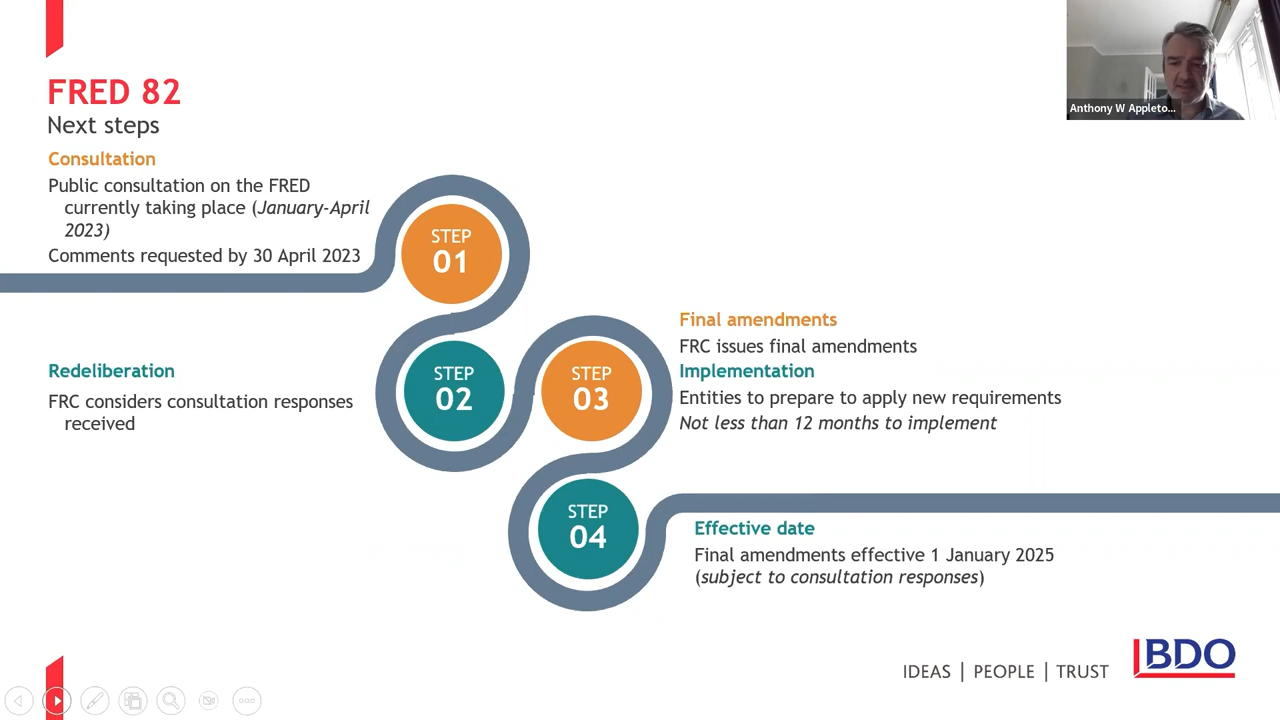 FRED 82
Next steps
Consultation
Public consultation on the FRED
currently taking place (January-April
2023)
Comments requested by 30 April 2023
STEP
01
Redeliberation
FRC considers consultation responses
received
STEP
02
STEP
03
Final amendments
FRC issues final amendments
Implementation
Entities to prepare to apply new requirements
Not less than 12 months to implement
STEP
04
Effective date
Final amendments effective 1 January 2025
(subject to consultation responses)
IDEAS | PEOPLE | TRUST
BDO
Anthony W Appleto...